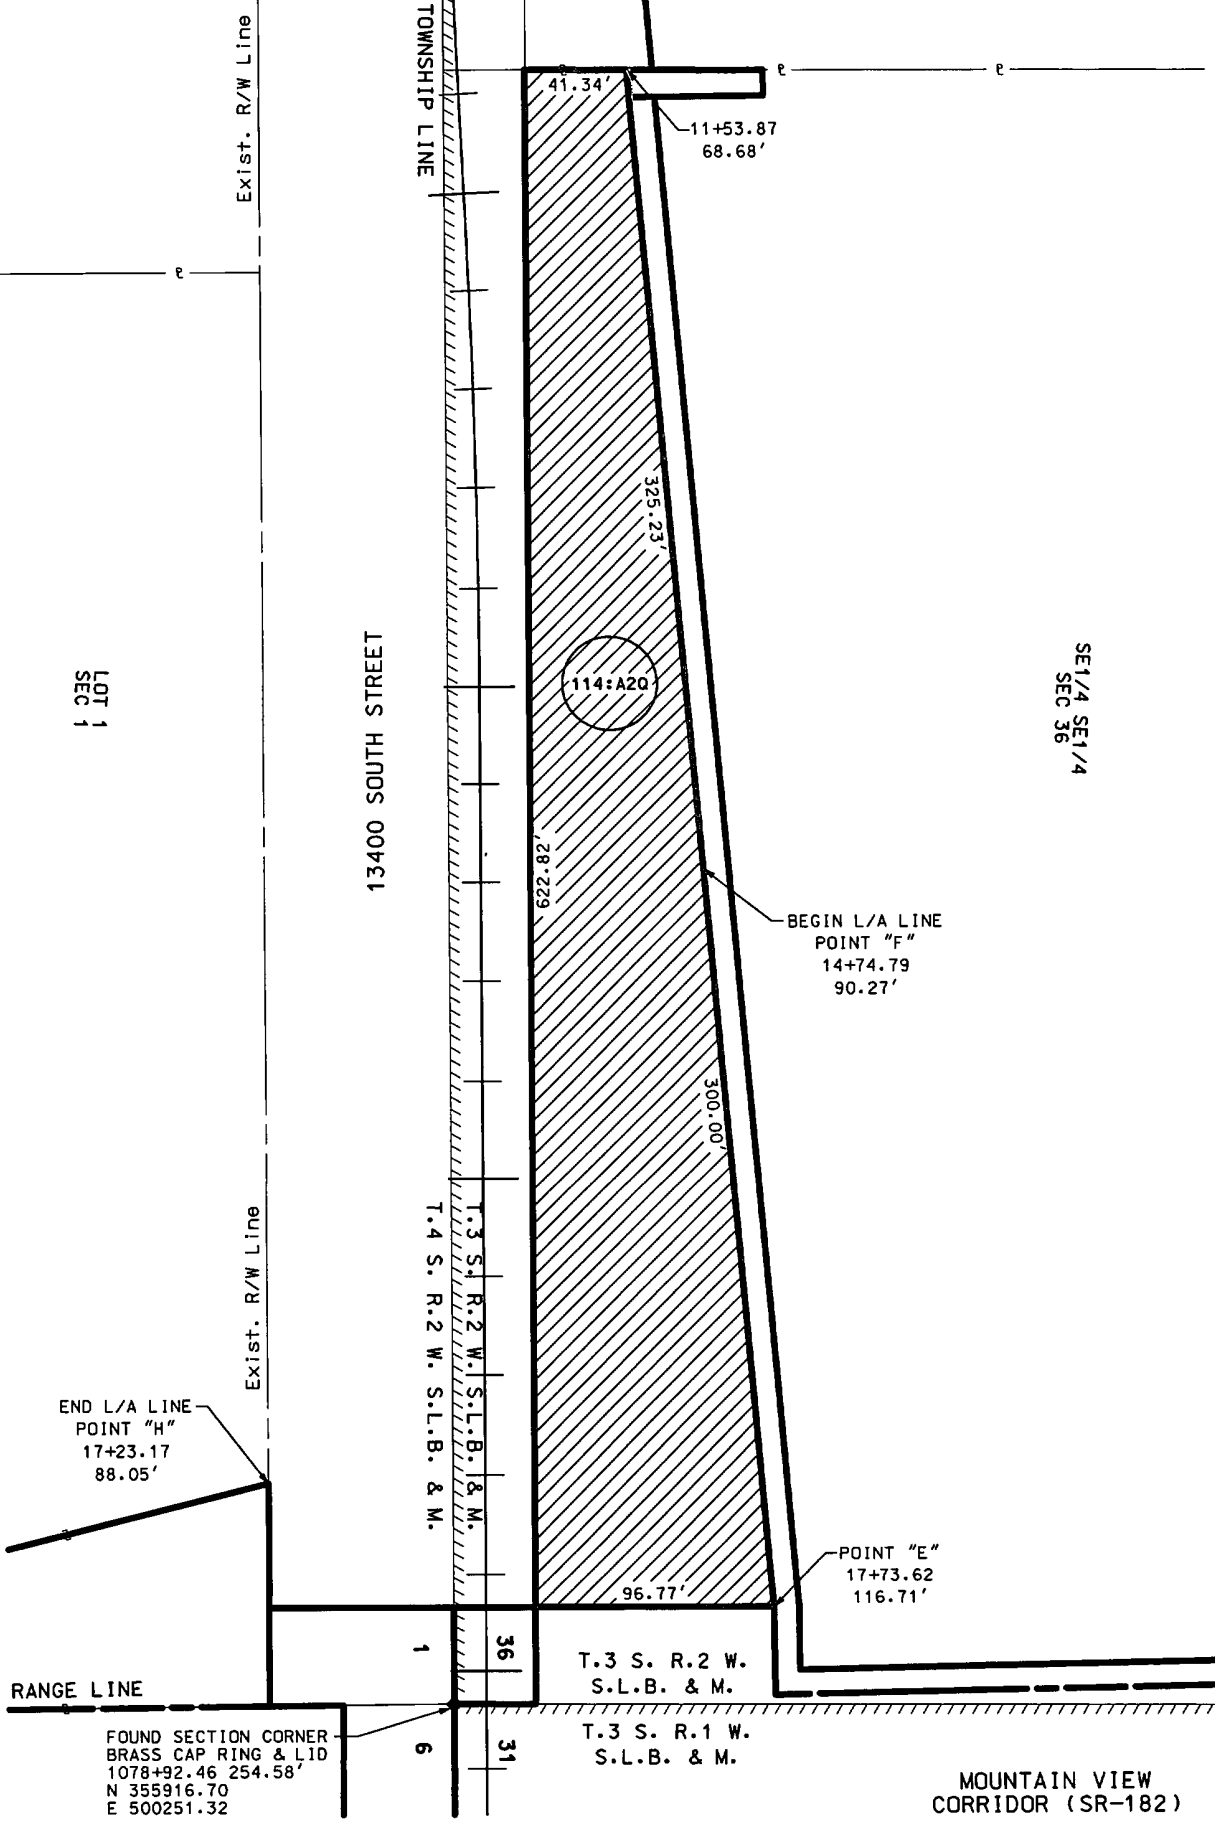 Exist. R/W Line
TOWNSHIP LINE
41.34'
11+53.87
68.68'
325.23'
LOT 1
SEC 1
13400 SOUTH STREET
114:A2Q
SE1/4 SE1/4
SEC 36
622.82'
BEGIN L/A LINE
POINT "F"
14+74.79
90.27'
300.00'
Exist. R/W Line
T.4 S. R.2 W. S.L.B. & M.
T.3 S. R.2 W. S.L.B. & M.
END L/A LINE
POINT "H"
17+23.17
88.05'
POINT "E"
17+73.62
116.71'
96.77'
1
36
T.3 S. R.2 W.
S.L.B. & M.
RANGE LINE
FOUND SECTION CORNER
BRASS CAP RING & LID
1078+92.46 254.58'
N 355916.70
E 500251.32
6
31
T.3 S. R.1 W.
S.L.B. & M.
MOUNTAIN VIEW
CORRIDOR (SR-182)